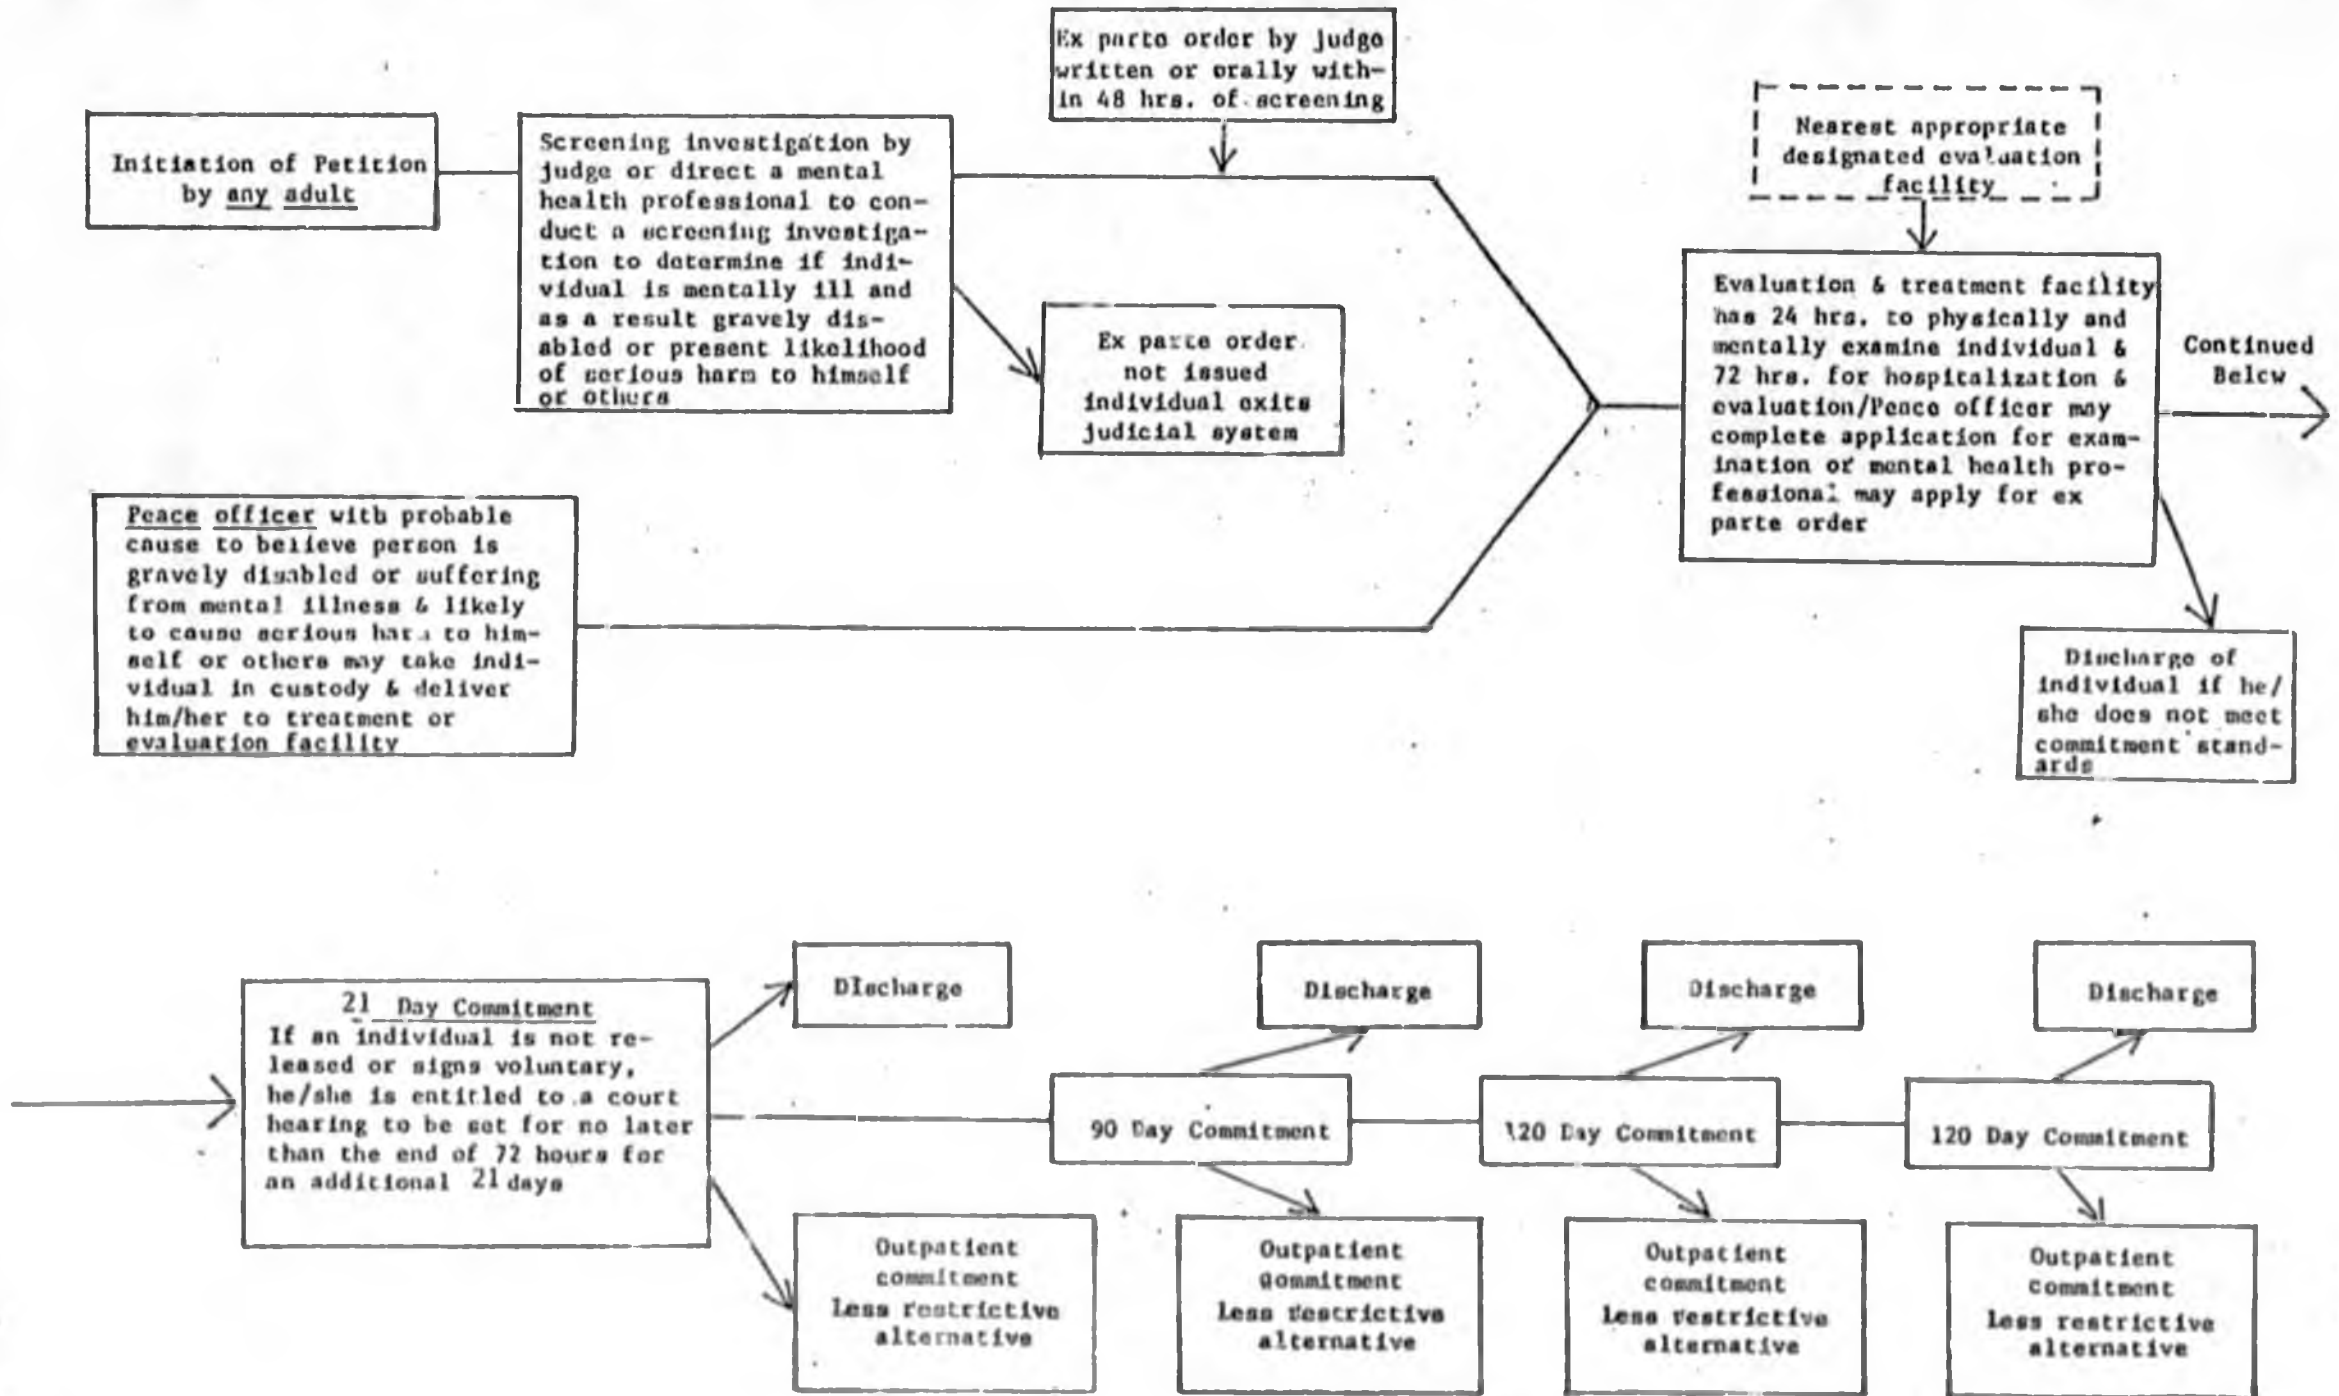 Ex parte order by judge
written or orally with-
in 48 hrs. of screening
Initiation of Petition
by any adult
Screening investigation by
judge or direct a mental
health professional to con-
duct a screening investiga-
tion to determine if indi-
vidual is mentally ill and
as a result gravely dis-
abled or present likelihood
of serious harm to himself
or others
Ex parte order
not issued
individual exits
judicial system
Peace officer with probable
cause to believe person is
gravely disabled or suffering
from mental illness & likely
to cause serious harm to him-
self or others may take indi-
vidual in custody & deliver
him/her to treatment or
evaluation facility
Nearest appropriate
designated evaluation
facility
Evaluation & treatment facility
has 24 hrs. to physically and
mentally examine individual &
72 hrs. for hospitalization &
evaluation/Peace officer may
complete application for exam-
ination or mental health pro-
fessional may apply for ex
parte order
Continued
Below
Discharge of
individual if he/
she does not meet
commitment stand-
ards
21 Day Commitment
If an individual is not re-
leased or signs voluntary,
he/she is entitled to a court
hearing to be set for no later
than the end of 72 hours for
an additional 21 days
Discharge
Outpatient
commitment
Less restrictive
alternative
Discharge
90 Day Commitment
Outpatient
commitment
Less restrictive
alternative
Discharge
120 Day Commitment
Outpatient
commitment
Less restrictive
alternative
Discharge
120 Day Commitment
Outpatient
commitment
Less restrictive
alternative